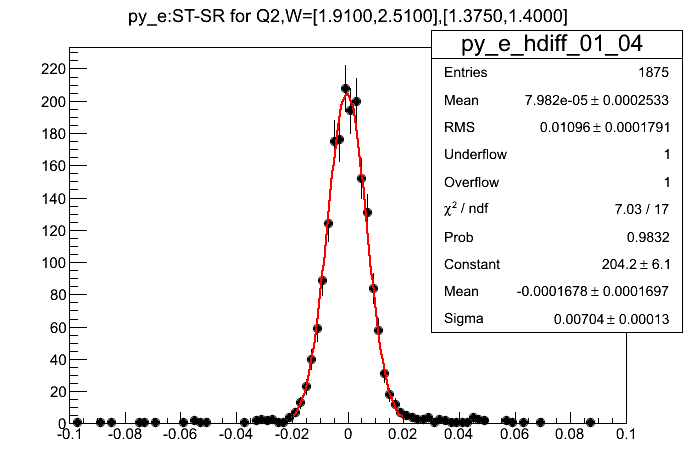 py_e:ST-SR for Q2,W=[1.9100,2.5100],[1.3750,1.4000]
py_e_hdiff_01_04
Entries 1875
Mean 7.982e-05 ± 0.0002533
RMS 0.01096 ± 0.0001791
Underflow 1
Overflow 1
χ² / ndf 7.03 / 17
Prob 0.9832
Constant 204.2 ± 6.1
Mean -0.0001678 ± 0.0001697
Sigma 0.00704 ± 0.00013
220
200
180
160
140
120
100
80
60
40
20
0
-0.1 -0.08 -0.06 -0.04 -0.02 0 0.02 0.04 0.06 0.08 0.1